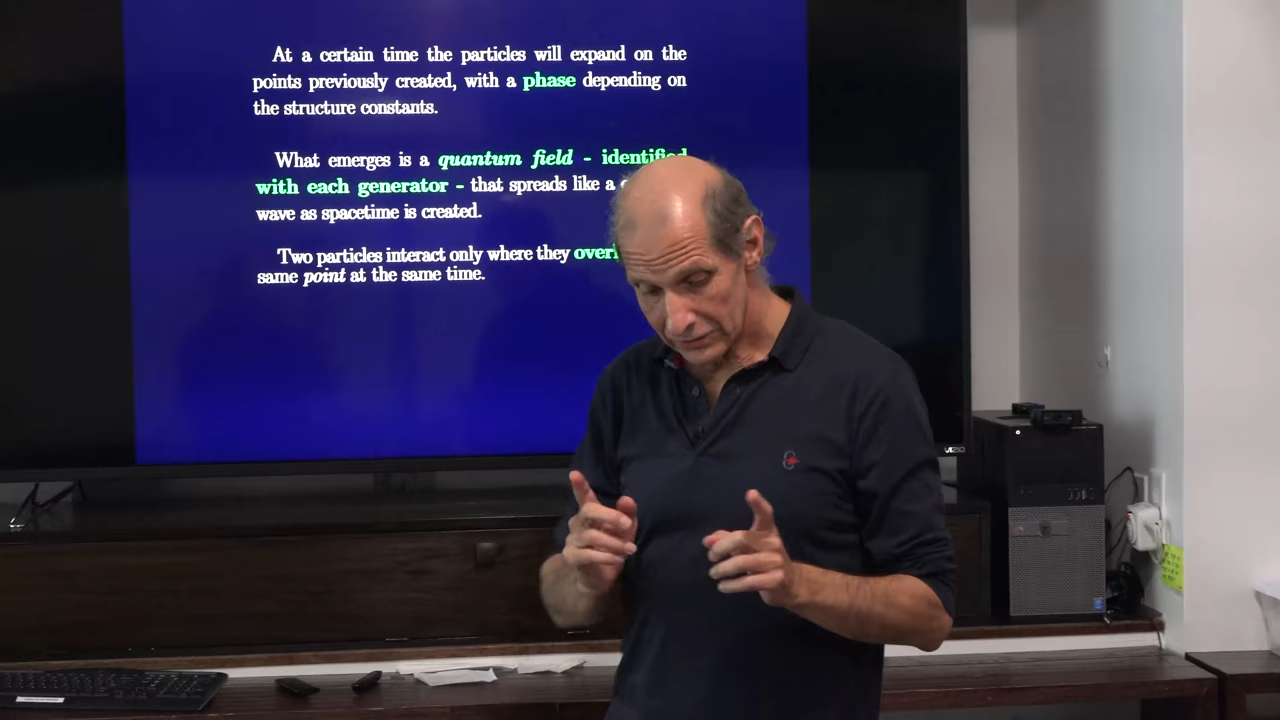 At a certain time the particles will expand on the
points previously created, with a phase depending on
the structure constants.
What emerges is a quantum field - identified
with each generator - that spreads like a
wave as spacetime is created.
Two particles interact only where they
same point at the same time.
VIZIO